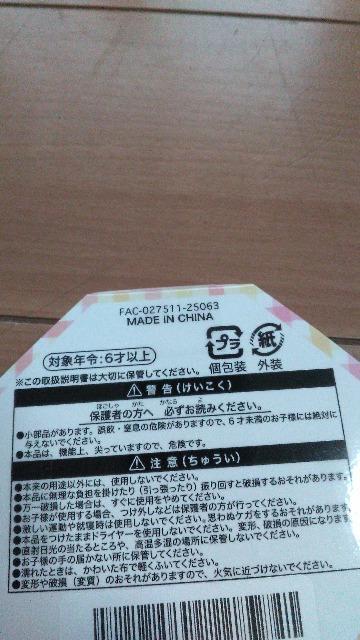 FAC-027511-25063
MADE IN CHINA
対象年令:6才以上
プラ
紙
個包装 外装
※この取扱説明書は大切に保管してください。
警告(けいこく)
ほごしゃ かた かなら よ
保護者の方へ 必ずお読みください。
●小部品があります。誤飲・窒息の危険がありますので、6才未満のお子様には絶対に
与えないでください。
●本品は、機能上、尖っていますので、危険です。
注意(ちゅうい)
●本来の用途以外には、使用しないでください。
●本品に無理な負担を掛けたり(引っ張ったり)振り回すと破損するおそれがあります。
●万一破損した場合は、すぐに使用をやめてください。
●お子様が使用する場合、つけ外しなどは保護者の方が行ってください。
●激しい運動や就寝時は使用しないでください。思わぬケガをするおそれがあります。
●本品をつけたままドライヤーを使用しないでください。変形、破損の原因になります。
●直射日光の当たるところや、高温多湿の場所に保管しないでください。
●お子様の手の届かない所に保管してください。
●濡れたときは、かわいた布で軽くふいてください。
●変形や破損(変質)のおそれがありますので、火気に近づけないでください。